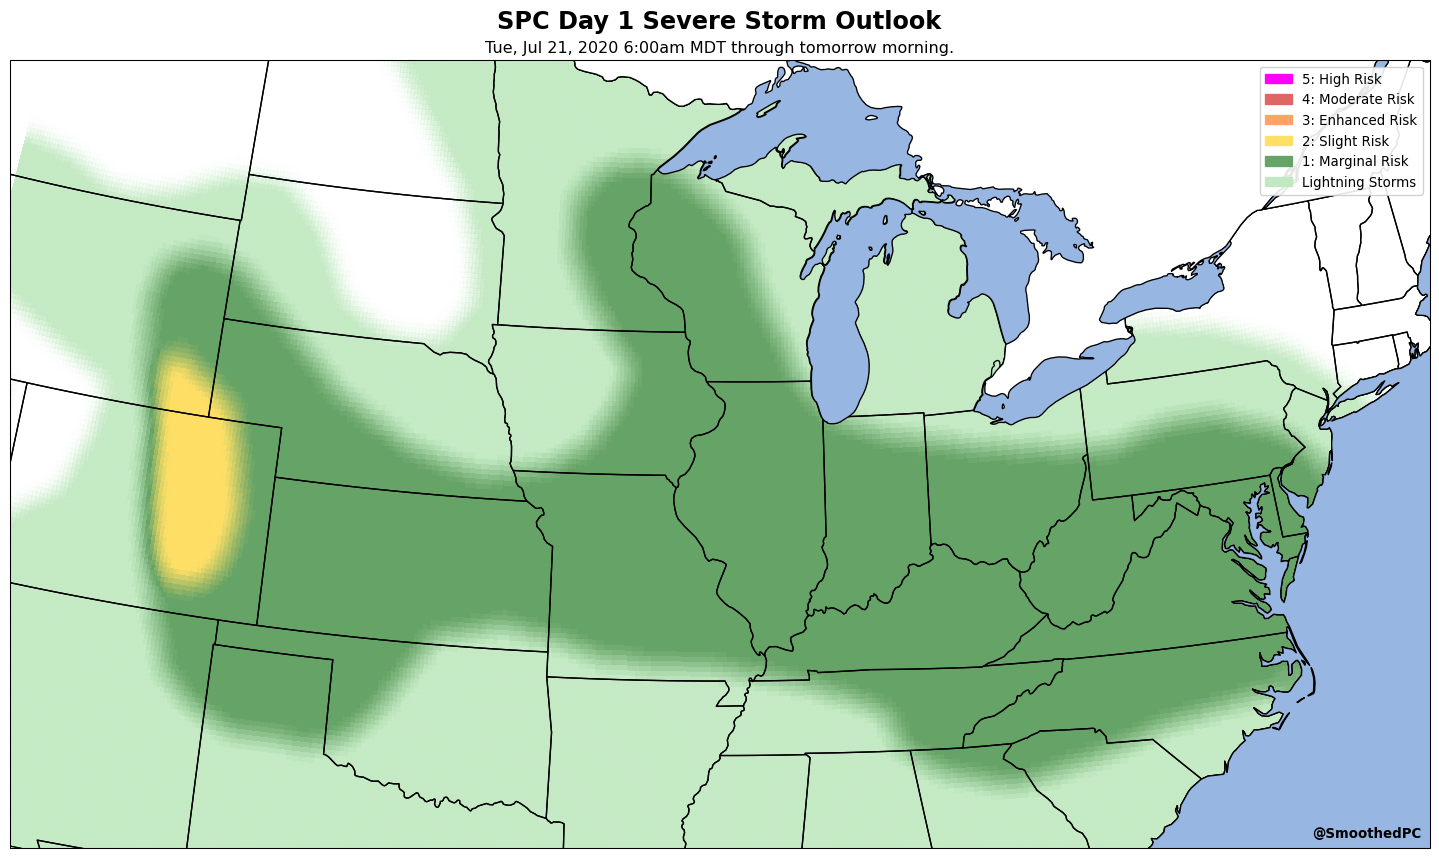 SPC Day 1 Severe Storm Outlook
Tue, Jul 21, 2020 6:00am MDT through tomorrow morning.
5: High Risk
4: Moderate Risk
3: Enhanced Risk
2: Slight Risk
1: Marginal Risk
Lightning Storms
@SmoothedPC